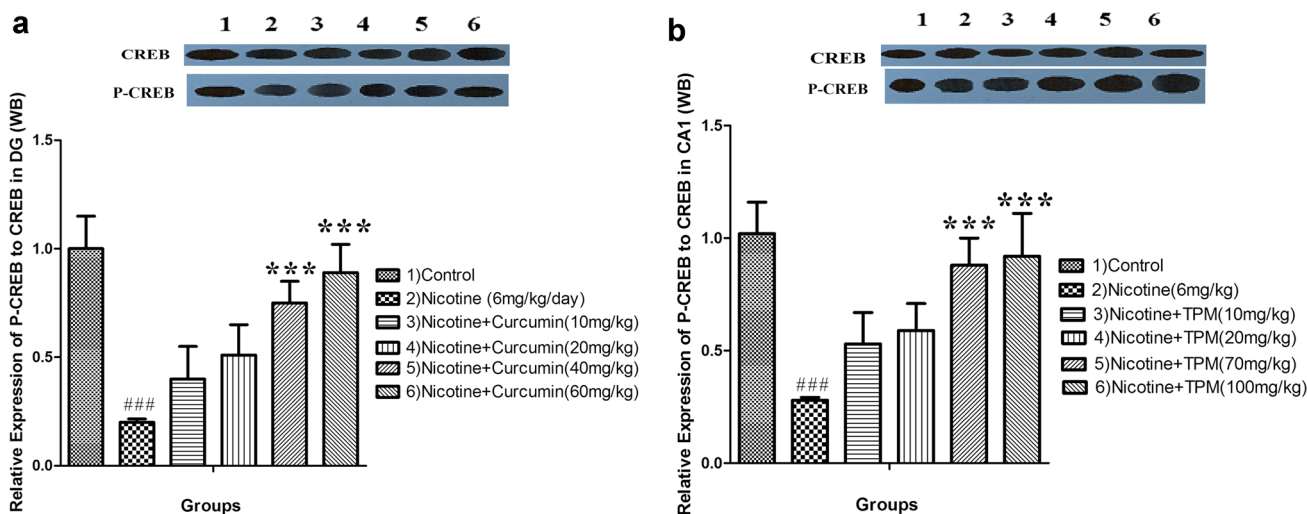 a
1 2 3 4 5 6
CREB
P-CREB
Relative Expression of P-CREB to CREB in DG (WB)
1.5
1.0
0.5
0.0
###
***
***
Groups
1)Control
2)Nicotine (6mg/kg/day)
3)Nicotine+Curcumin(10mg/kg)
4)Nicotine+Curcumin(20mg/kg)
5)Nicotine+Curcumin(40mg/kg)
6)Nicotine+Curcumin(60mg/kg)
b
1 2 3 4 5 6
CREB
P-CREB
Relative Expression of P-CREB to CREB in CA1 (WB)
1.5
1.0
0.5
0.0
###
***
***
Groups
1)Control
2)Nicotine(6mg/kg)
3)Nicotine+TPM(10mg/kg)
4)Nicotine+TPM(20mg/kg)
5)Nicotine+TPM(70mg/kg)
6)Nicotine+TPM(100mg/kg)